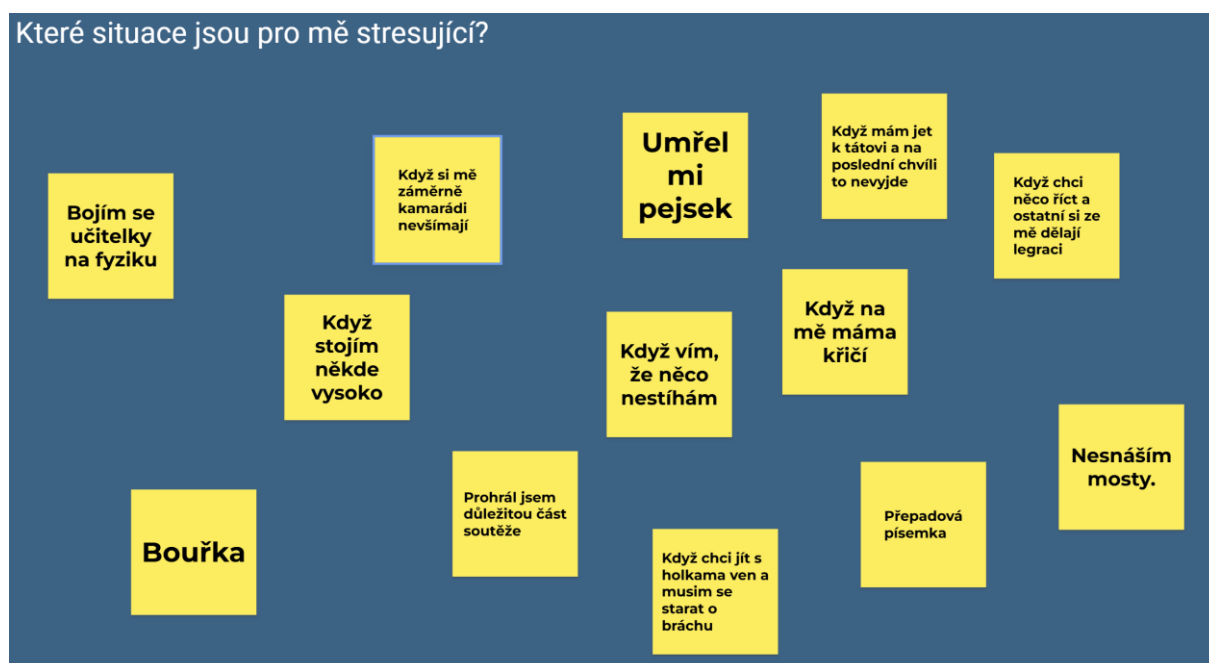 Které situace jsou pro mě stresující?
Bojím se
učitelky
na fyziku
Když si mě
záměrně
kamarádi
nevšímají
Umřel
mi
pejsek
Když mám jet
k tátovi a na
poslední chvíli
to nevyjde
Když chci
něco říct a
ostatní si ze
mě dělají
legraci
Když
stojím
někde
vysoko
Když vím,
že něco
nestíhám
Když na
mě máma
křičí
Nesnáším
mosty.
Bouřka
Prohrál jsem
důležitou část
soutěže
Když chci jít s
holkama ven a
musim se
starat o
bráchu
Přepadová
písemka